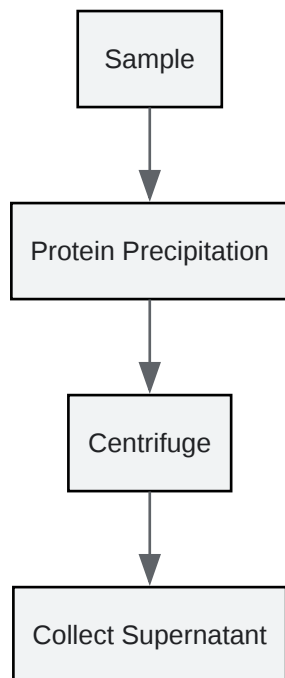 Sample
Protein Precipitation
Centrifuge
Collect Supernatant